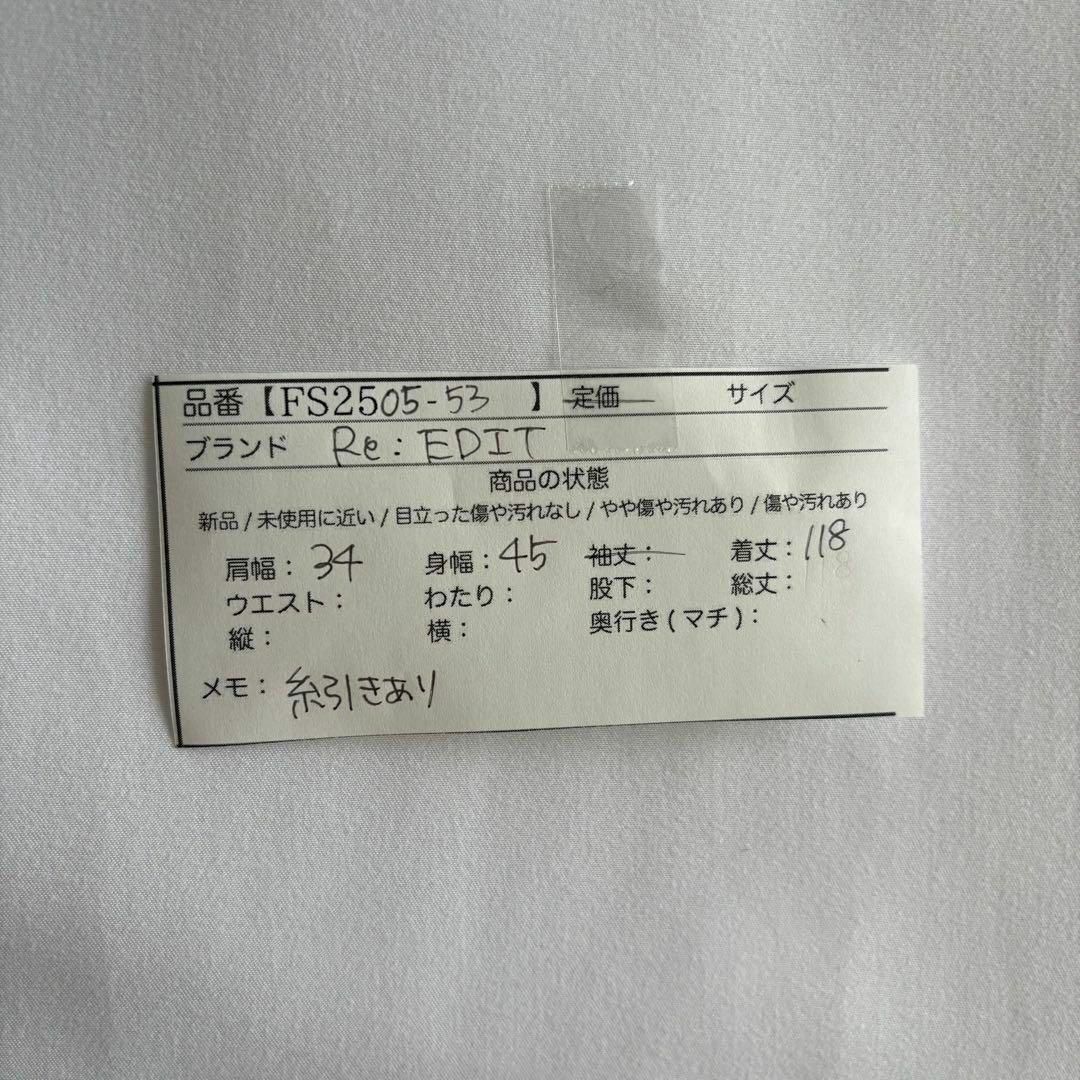 品番【FS2505-53 】 定価 サイズ
ブランド Re: EDIT
商品の状態
新品 / 未使用に近い / 目立った傷や汚れなし / やや傷や汚れあり / 傷や汚れあり
肩幅: 34 身幅: 45 袖丈: 着丈: 118
ウエスト: わたり: 股下: 総丈:
縦: 横: 奥行き(マチ):
メモ: 糸引きあり